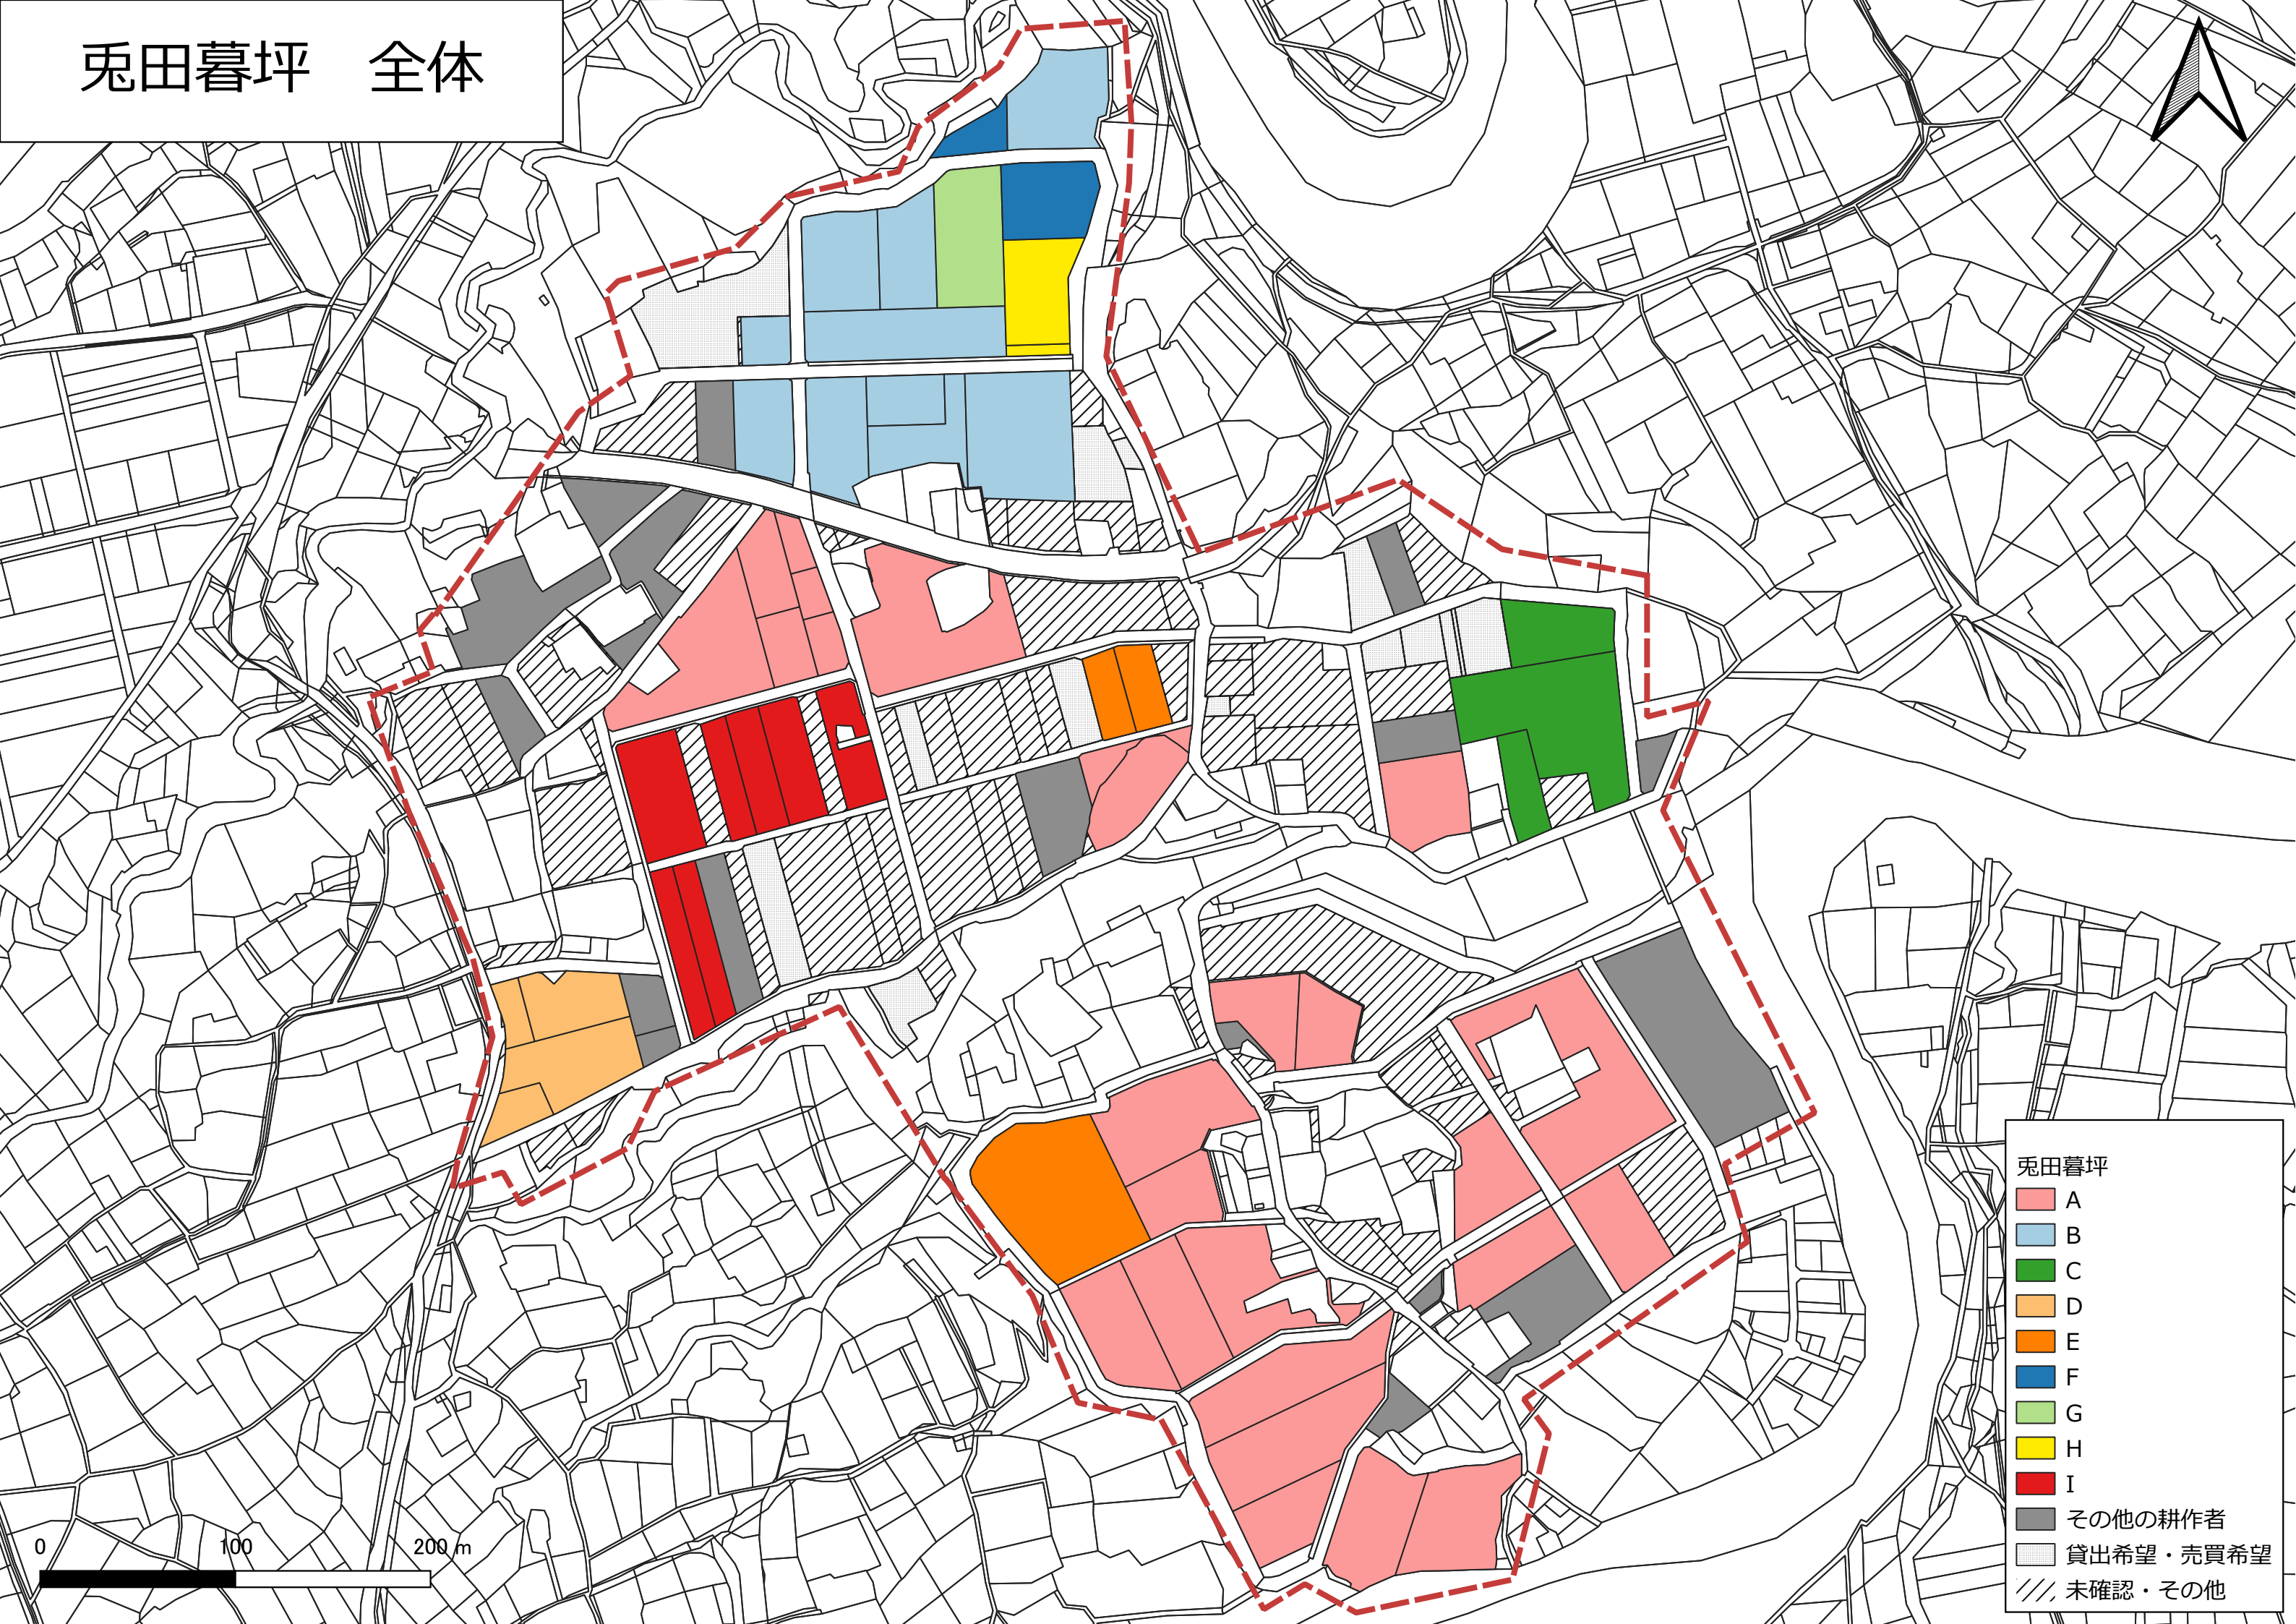 兎田暮坪　全体
兎田暮坪
A
B
C
D
E
F
G
H
I
その他の耕作者
貸出希望・売買希望
未確認・その他
0 100 200 m